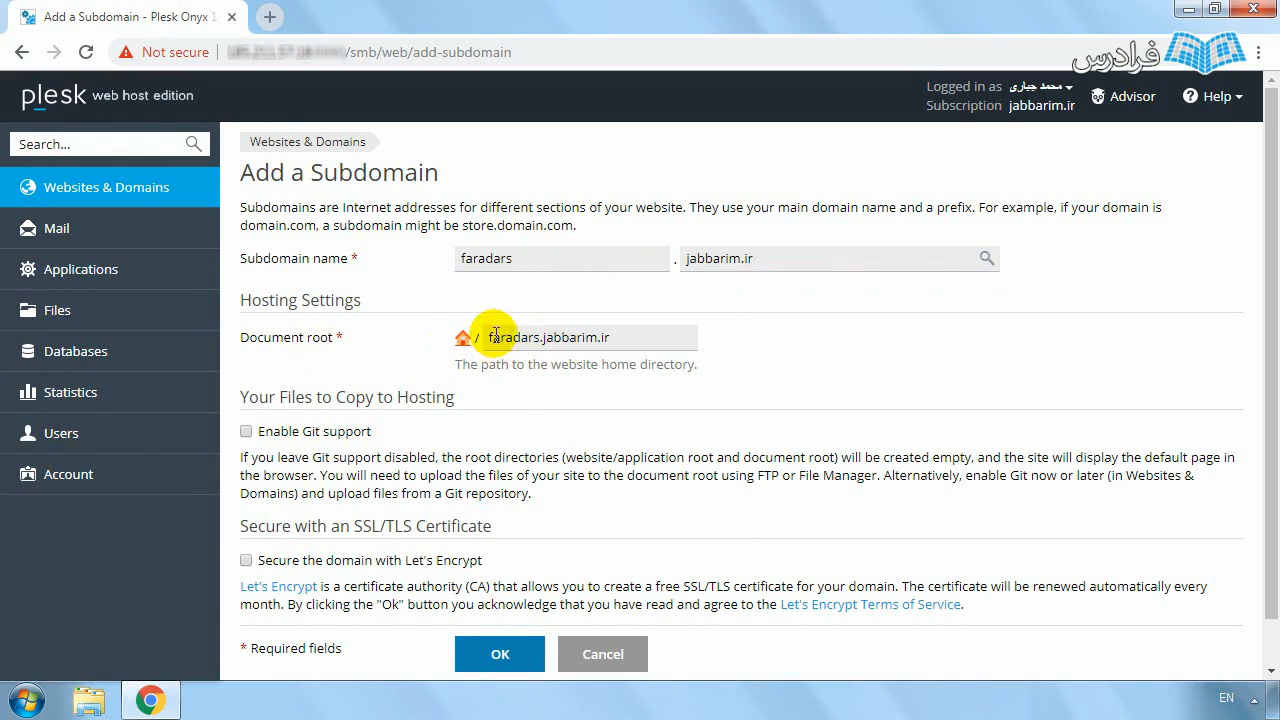 Add a Subdomain - Plesk Onyx 1
Not secure
/smb/web/add-subdomain
فرادرس
plesk web host edition
Logged in as محمد جباری
Subscription jabbarim.ir
Advisor
Help
Search...
Websites & Domains
Mail
Applications
Files
Databases
Statistics
Users
Account
Websites & Domains
Add a Subdomain
Subdomains are Internet addresses for different sections of your website. They use your main domain name and a prefix. For example, if your domain is
domain.com, a subdomain might be store.domain.com.
Subdomain name * faradars . jabbarim.ir
Hosting Settings
Document root * / faradars.jabbarim.ir
The path to the website home directory.
Your Files to Copy to Hosting
Enable Git support
If you leave Git support disabled, the root directories (website/application root and document root) will be created empty, and the site will display the default page in
the browser. You will need to upload the files of your site to the document root using FTP or File Manager. Alternatively, enable Git now or later (in Websites &
Domains) and upload files from a Git repository.
Secure with an SSL/TLS Certificate
Secure the domain with Let's Encrypt
Let's Encrypt is a certificate authority (CA) that allows you to create a free SSL/TLS certificate for your domain. The certificate will be renewed automatically every
month. By clicking the "Ok" button you acknowledge that you have read and agree to the Let's Encrypt Terms of Service.
* Required fields
OK
Cancel
EN